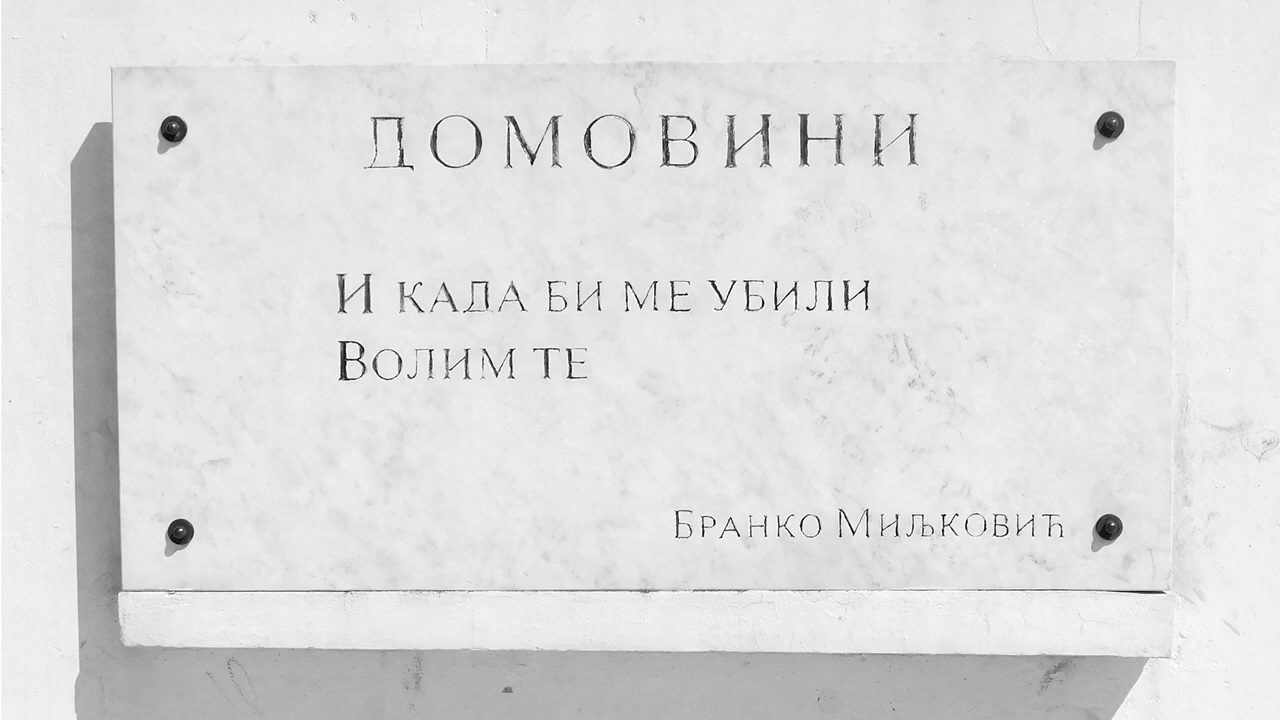 ДОМОВИНИ
И КАДА БИ МЕ УБИЛИ
ВОЛИМ ТЕ
БРАНКО МИЉКОВИЋ